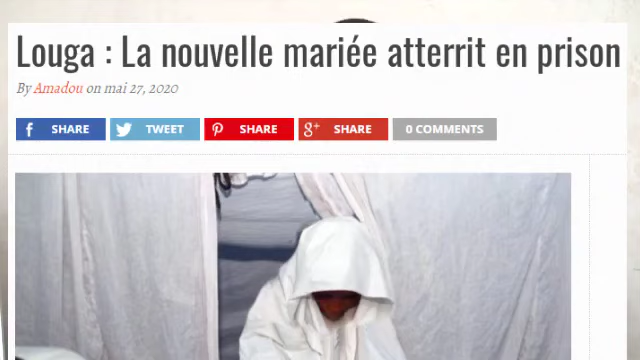 Louga : La nouvelle mariée atterrit en prison
By Amadou on mai 27, 2020
SHARE TWEET SHARE SHARE 0 COMMENTS